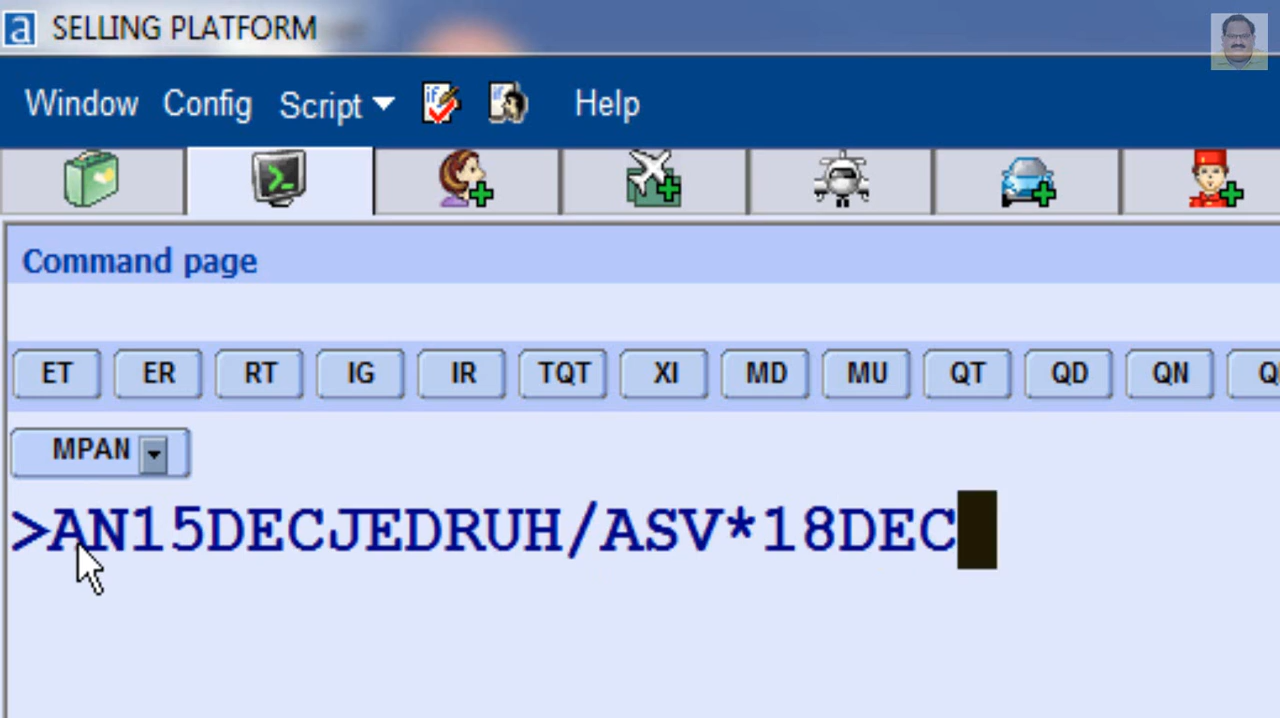 a SELLING PLATFORM
Window Config Script Help
Command page
ET ER RT IG IR TQT XI MD MU QT QD QN
MPAN
>AN15DECJEDRUH/ASV*18DEC